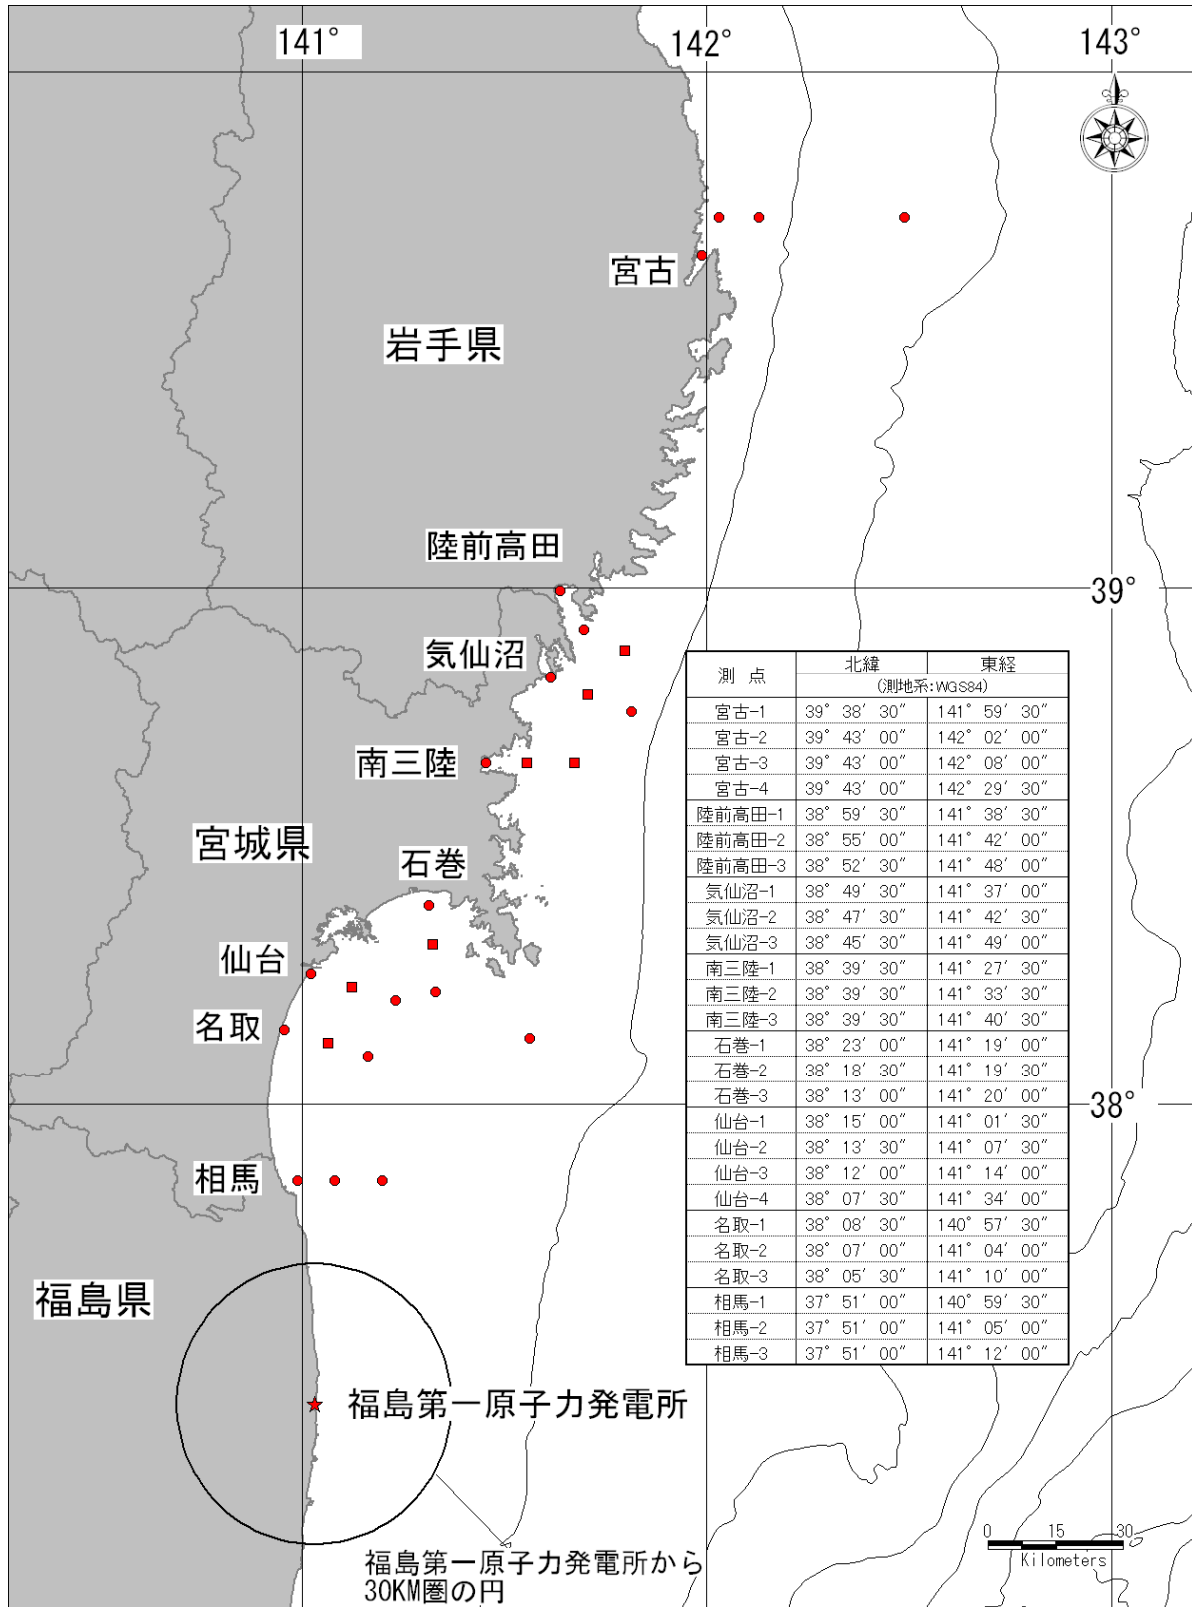 141°
142°
143°
宮古
岩手県
陸前高田
39°
気仙沼
南三陸
宮城県
石巻
仙台
名取
38°
相馬
福島県
福島第一原子力発電所
福島第一原子力発電所から
30KM圏の円
測 点 北緯 東経
(測地系:WGS84)
宮古-1 39° 38′ 30″ 141° 59′ 30″
宮古-2 39° 43′ 00″ 142° 02′ 00″
宮古-3 39° 43′ 00″ 142° 08′ 00″
宮古-4 39° 43′ 00″ 142° 29′ 30″
陸前高田-1 38° 59′ 30″ 141° 38′ 30″
陸前高田-2 38° 55′ 00″ 141° 42′ 00″
陸前高田-3 38° 52′ 30″ 141° 48′ 00″
気仙沼-1 38° 49′ 30″ 141° 37′ 00″
気仙沼-2 38° 47′ 30″ 141° 42′ 30″
気仙沼-3 38° 45′ 30″ 141° 49′ 00″
南三陸-1 38° 39′ 30″ 141° 27′ 30″
南三陸-2 38° 39′ 30″ 141° 33′ 30″
南三陸-3 38° 39′ 30″ 141° 40′ 30″
石巻-1 38° 23′ 00″ 141° 19′ 00″
石巻-2 38° 18′ 30″ 141° 19′ 30″
石巻-3 38° 13′ 00″ 141° 20′ 00″
仙台-1 38° 15′ 00″ 141° 01′ 30″
仙台-2 38° 13′ 30″ 141° 07′ 30″
仙台-3 38° 12′ 00″ 141° 14′ 00″
仙台-4 38° 07′ 30″ 141° 34′ 00″
名取-1 38° 08′ 30″ 140° 57′ 30″
名取-2 38° 07′ 00″ 141° 04′ 00″
名取-3 38° 05′ 30″ 141° 10′ 00″
相馬-1 37° 51′ 00″ 140° 59′ 30″
相馬-2 37° 51′ 00″ 141° 05′ 00″
相馬-3 37° 51′ 00″ 141° 12′ 00″
0 15 30
Kilometers